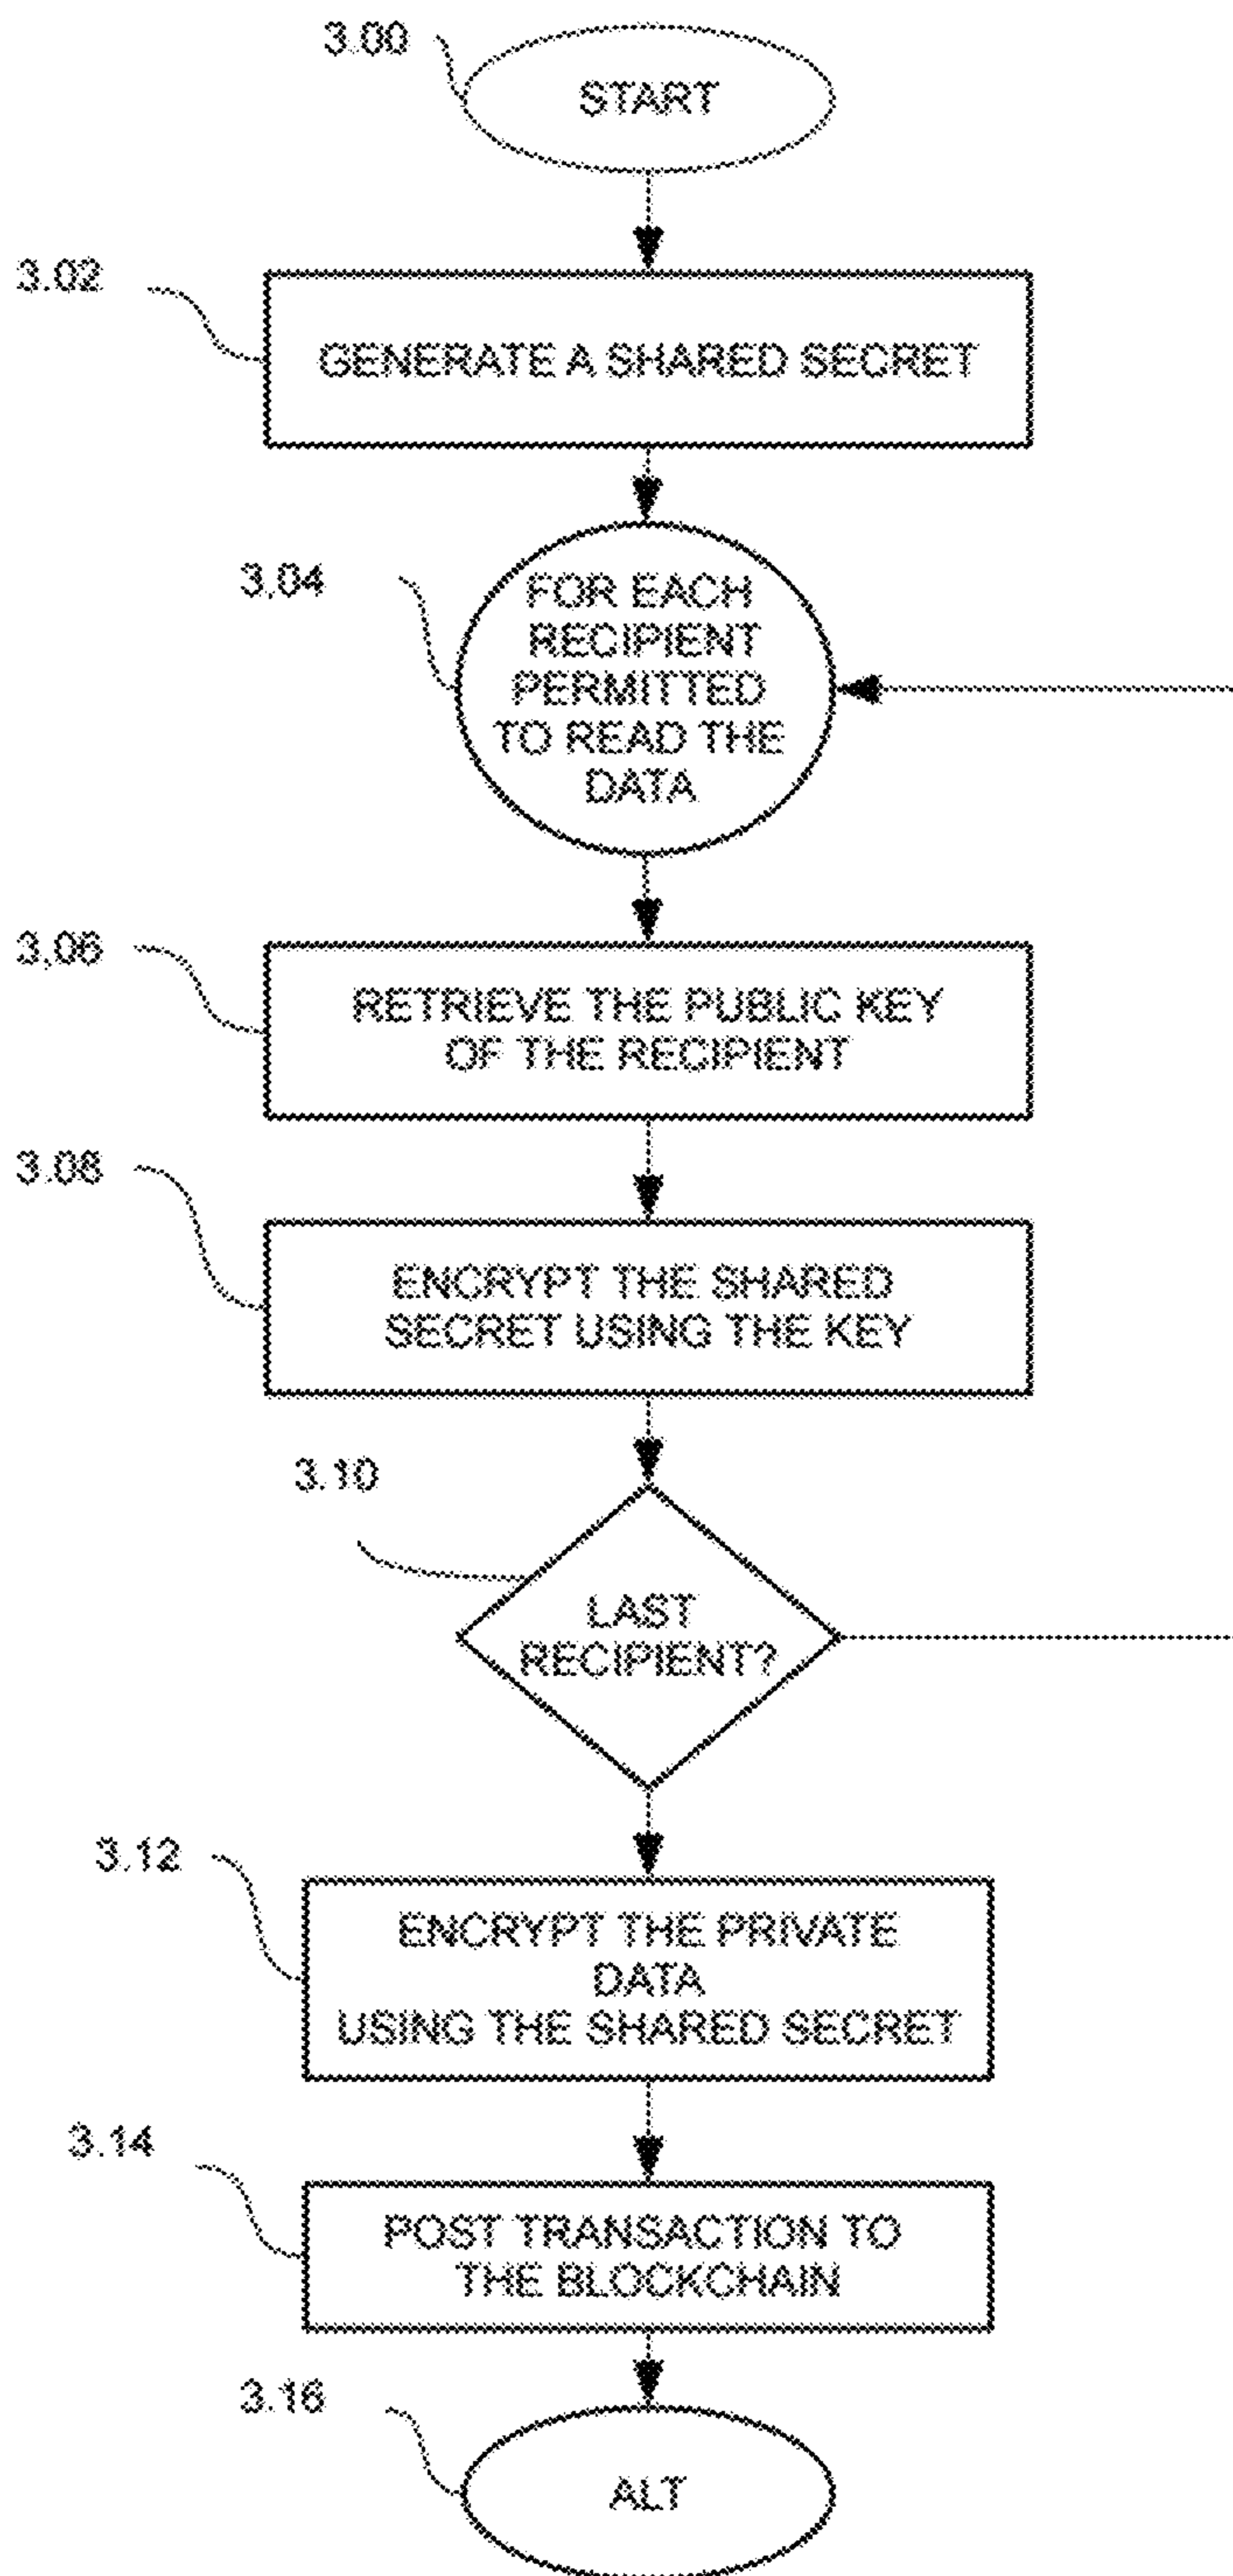 3.00
START
3.02
GENERATE A SHARED SECRET
3.04
FOR EACH
RECIPIENT
PERMITTED
TO READ THE
DATA
3.06
RETRIEVE THE PUBLIC KEY
OF THE RECIPIENT
3.08
ENCRYPT THE SHARED
SECRET USING THE KEY
3.10
LAST
RECIPIENT?
3.12
ENCRYPT THE PRIVATE
DATA
USING THE SHARED SECRET
3.14
POST TRANSACTION TO
THE BLOCKCHAIN
3.16
ALT